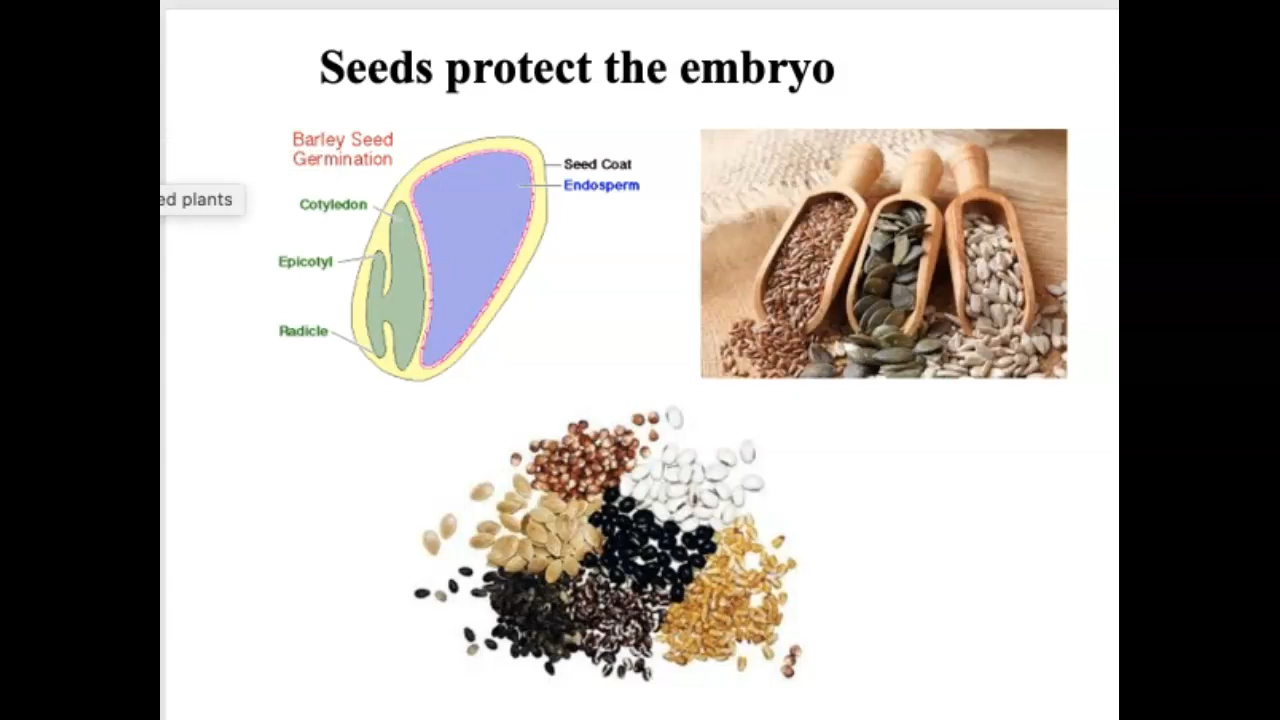 Seeds protect the embryo
Barley Seed
Germination
Seed Coat
Endosperm
ed plants
Cotyledon
Epicotyl
Radicle